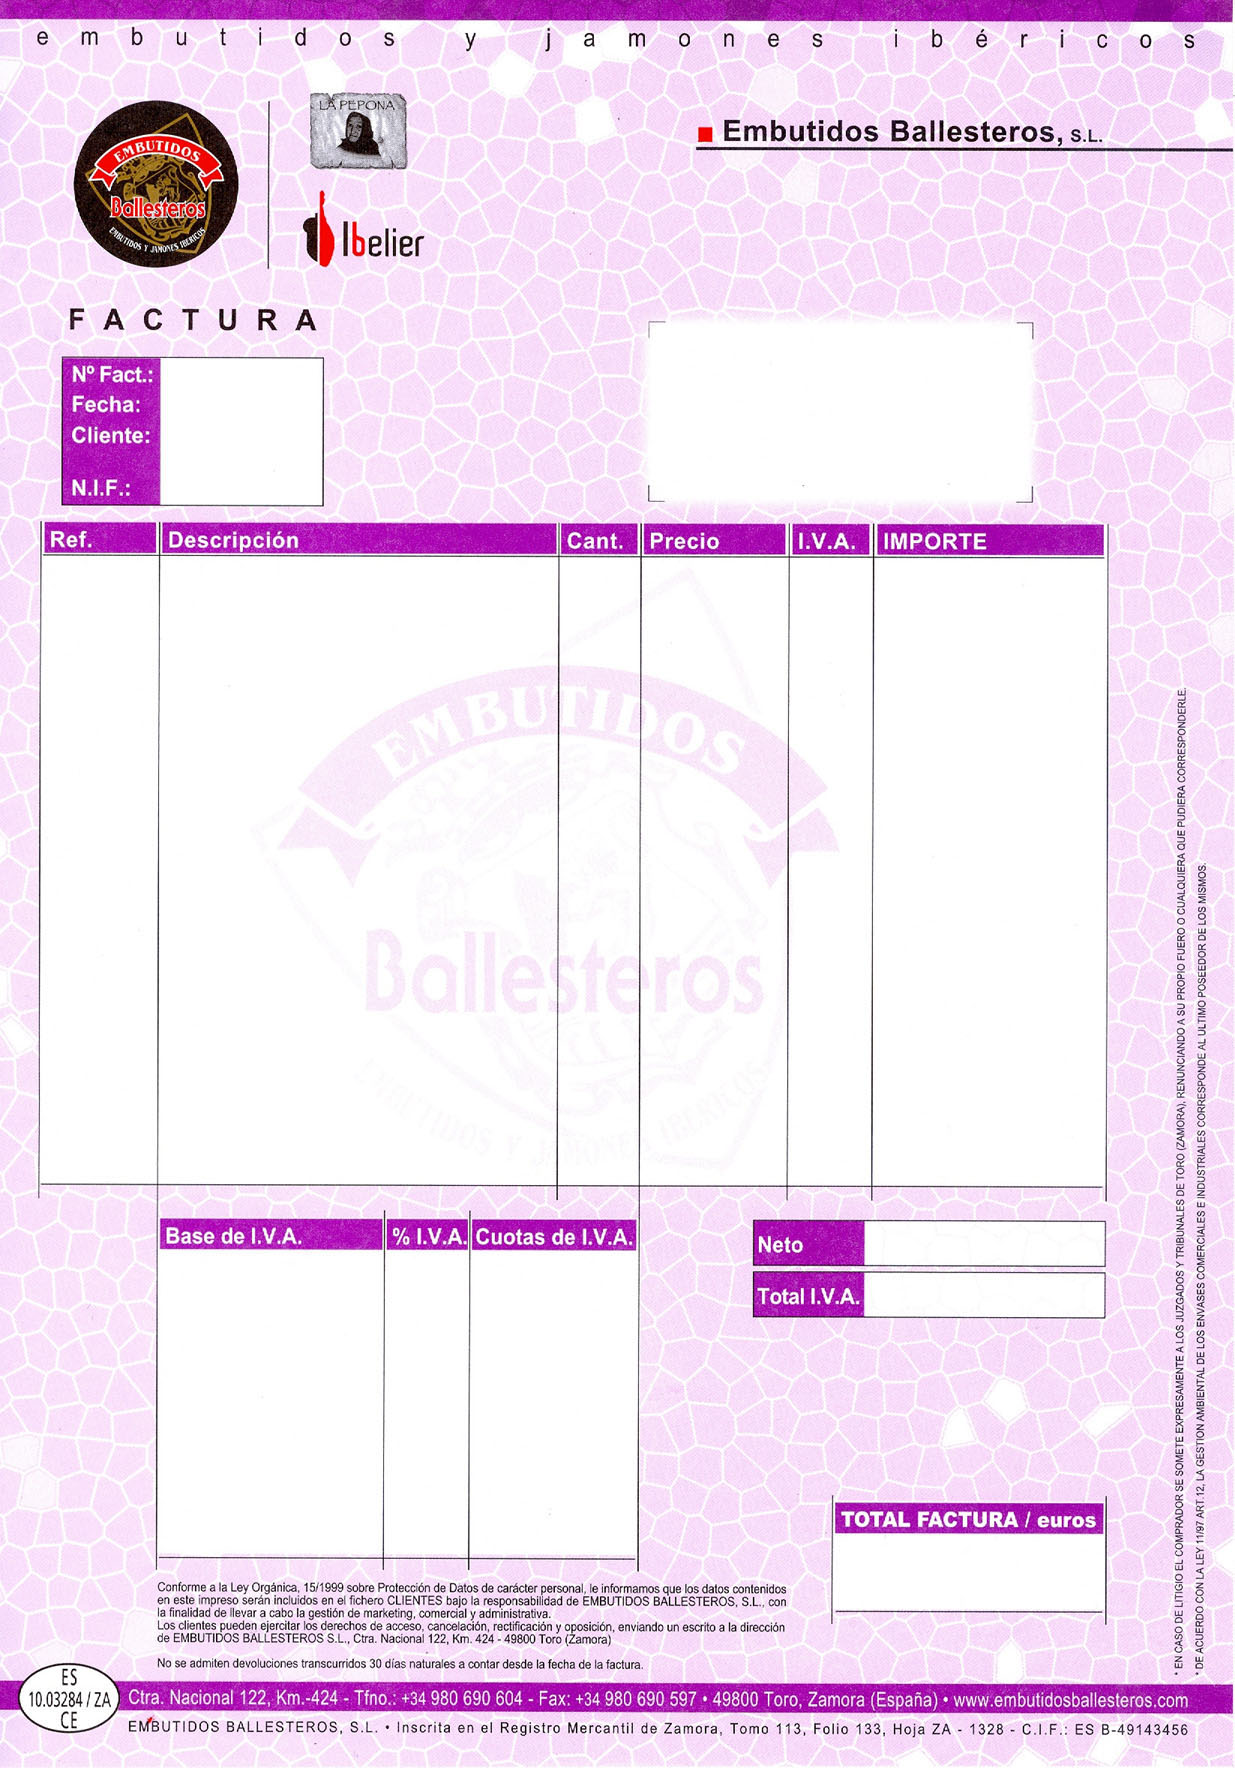 embutidos y jamones ibéricos
EMBUTIDOS
Ballesteros
EMBUTIDOS Y JAMONES IBERICOS
LA PEPONA
Ibelier
Embutidos Ballesteros, S.L.
FACTURA
Nº Fact.:
Fecha:
Cliente:
N.I.F.:
Ref. Descripción Cant. Precio I.V.A. IMPORTE
EMBUTIDOS
Ballesteros
EMBUTIDOS Y JAMONES IBERICOS
Base de I.V.A. % I.V.A. Cuotas de I.V.A.
Neto
Total I.V.A.
TOTAL FACTURA / euros
Conforme a la Ley Orgánica, 15/1999 sobre Protección de Datos de carácter personal, le informamos que los datos contenidos
en este impreso serán incluidos en el fichero CLIENTES bajo la responsabilidad de EMBUTIDOS BALLESTEROS, S.L., con
la finalidad de llevar a cabo la gestión de marketing, comercial y administrativa.
Los clientes pueden ejercitar los derechos de acceso, cancelación, rectificación y oposición, enviando un escrito a la dirección
de EMBUTIDOS BALLESTEROS S.L., Ctra. Nacional 122, Km. 424 - 49800 Toro (Zamora)
No se admiten devoluciones transcurridos 30 días naturales a contar desde la fecha de la factura.
* EN CASO DE LITIGIO EL COMPRADOR SE SOMETE EXPRESAMENTE A LOS JUZGADOS Y TRIBUNALES DE TORO (ZAMORA), RENUNCIANDO A SU PROPIO FUERO O CUALQUIERA QUE PUDIERA CORRESPONDERLE.
* DE ACUERDO CON LA LEY 11/97 ART.12, LA GESTION AMBIENTAL DE LOS ENVASES COMERCIALES E INDUSTRIALES CORRESPONDE AL ULTIMO POSEEDOR DE LOS MISMOS.
ES
10.03284 / ZA
CE
Ctra. Nacional 122, Km.-424 - Tfno.: +34 980 690 604 - Fax: +34 980 690 597 • 49800 Toro, Zamora (España) • www.embutidosballesteros.com
EMBUTIDOS BALLESTEROS, S.L. • Inscrita en el Registro Mercantil de Zamora, Tomo 113, Folio 133, Hoja ZA - 1328 - C.I.F.: ES B-49143456